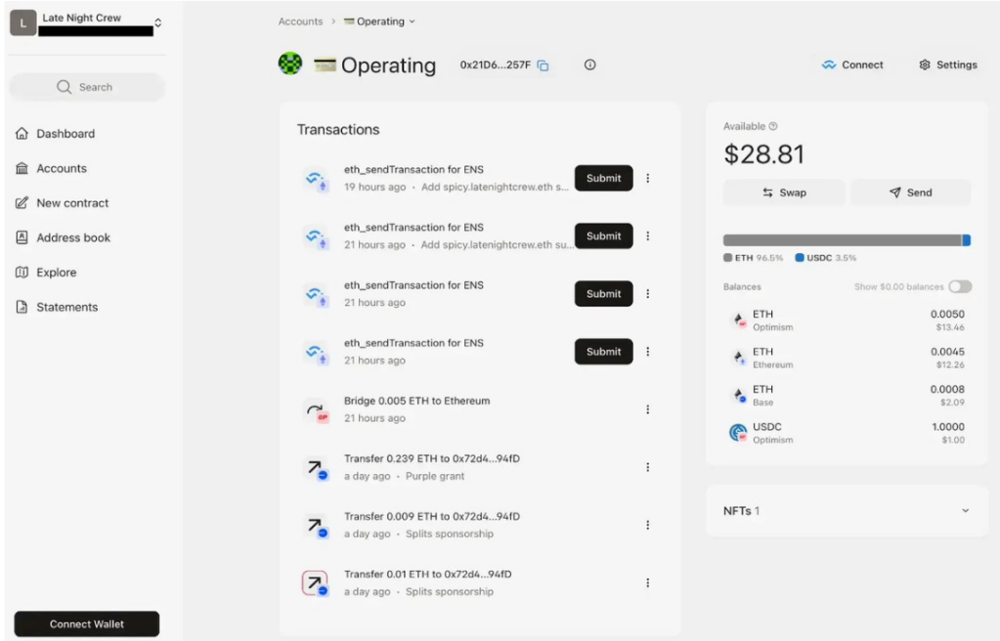 L
Late Night Crew
Search
Dashboard
Accounts
New contract
Address book
Explore
Statements
Connect Wallet
Accounts > Operating
Operating 0x21D6...257F
Connect
Settings
Transactions
eth_sendTransaction for ENS
19 hours ago · Add spicy.latenightcrew.eth s...
Submit
eth_sendTransaction for ENS
21 hours ago · Add spicy.latenightcrew.eth su...
Submit
eth_sendTransaction for ENS
21 hours ago
Submit
eth_sendTransaction for ENS
21 hours ago
Submit
Bridge 0.005 ETH to Ethereum
21 hours ago
OP
Transfer 0.239 ETH to 0x72d4...94fD
a day ago · Purple grant
Transfer 0.009 ETH to 0x72d4...94fD
a day ago · Splits sponsorship
Transfer 0.01 ETH to 0x72d4...94fD
a day ago · Splits sponsorship
Available
$28.81
Swap
Send
ETH 96.5% USDC 3.5%
Balances
Show $0.00 balances
ETH 0.0050
Optimism $13.46
ETH 0.0045
Ethereum $12.26
ETH 0.0008
Base $2.09
USDC 1.0000
Optimism $1.00
NFTs 1